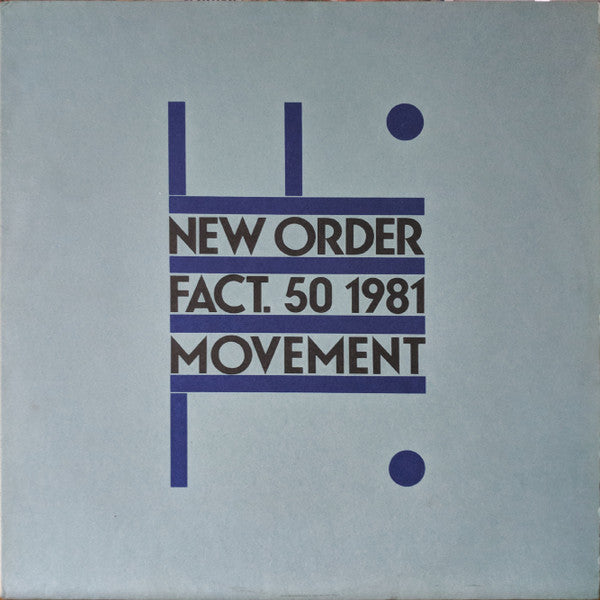 NEW ORDER
FACT. 50 1981
MOVEMENT